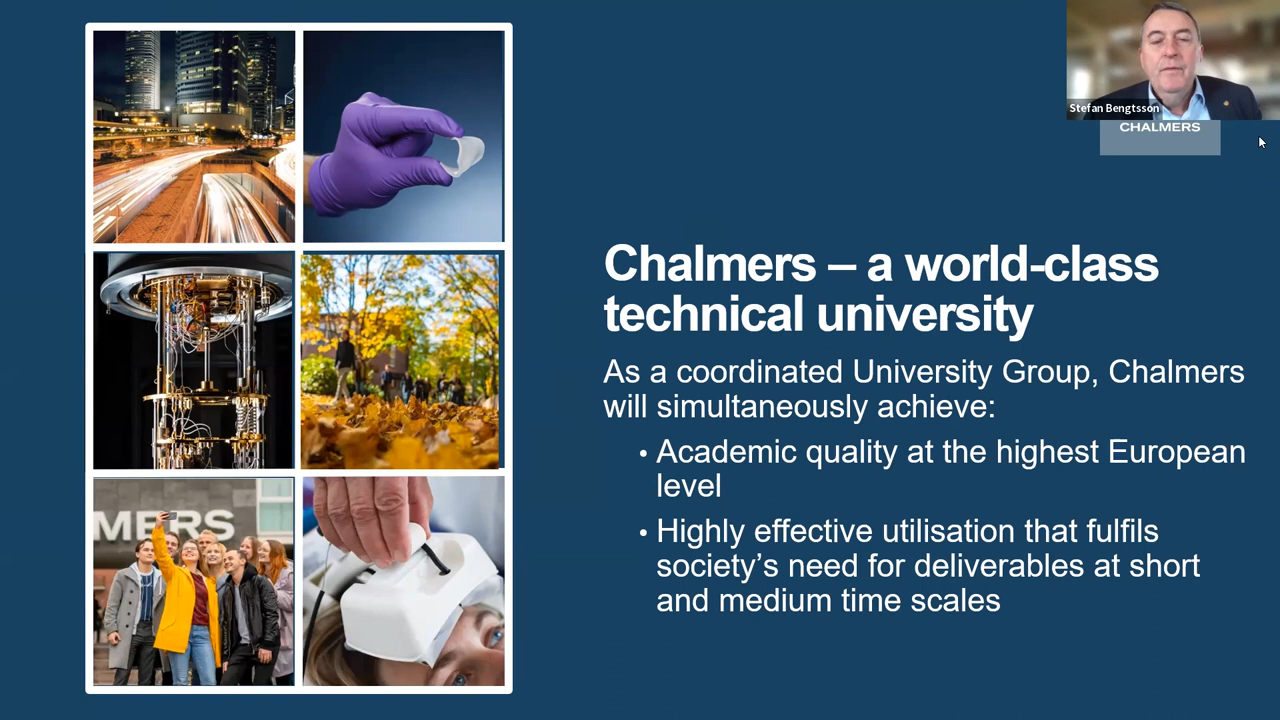 Stefan Bengtsson
CHALMERS
Chalmers – a world-class
technical university
As a coordinated University Group, Chalmers
will simultaneously achieve:
• Academic quality at the highest European
level
• Highly effective utilisation that fulfils
society’s need for deliverables at short
and medium time scales
MERS